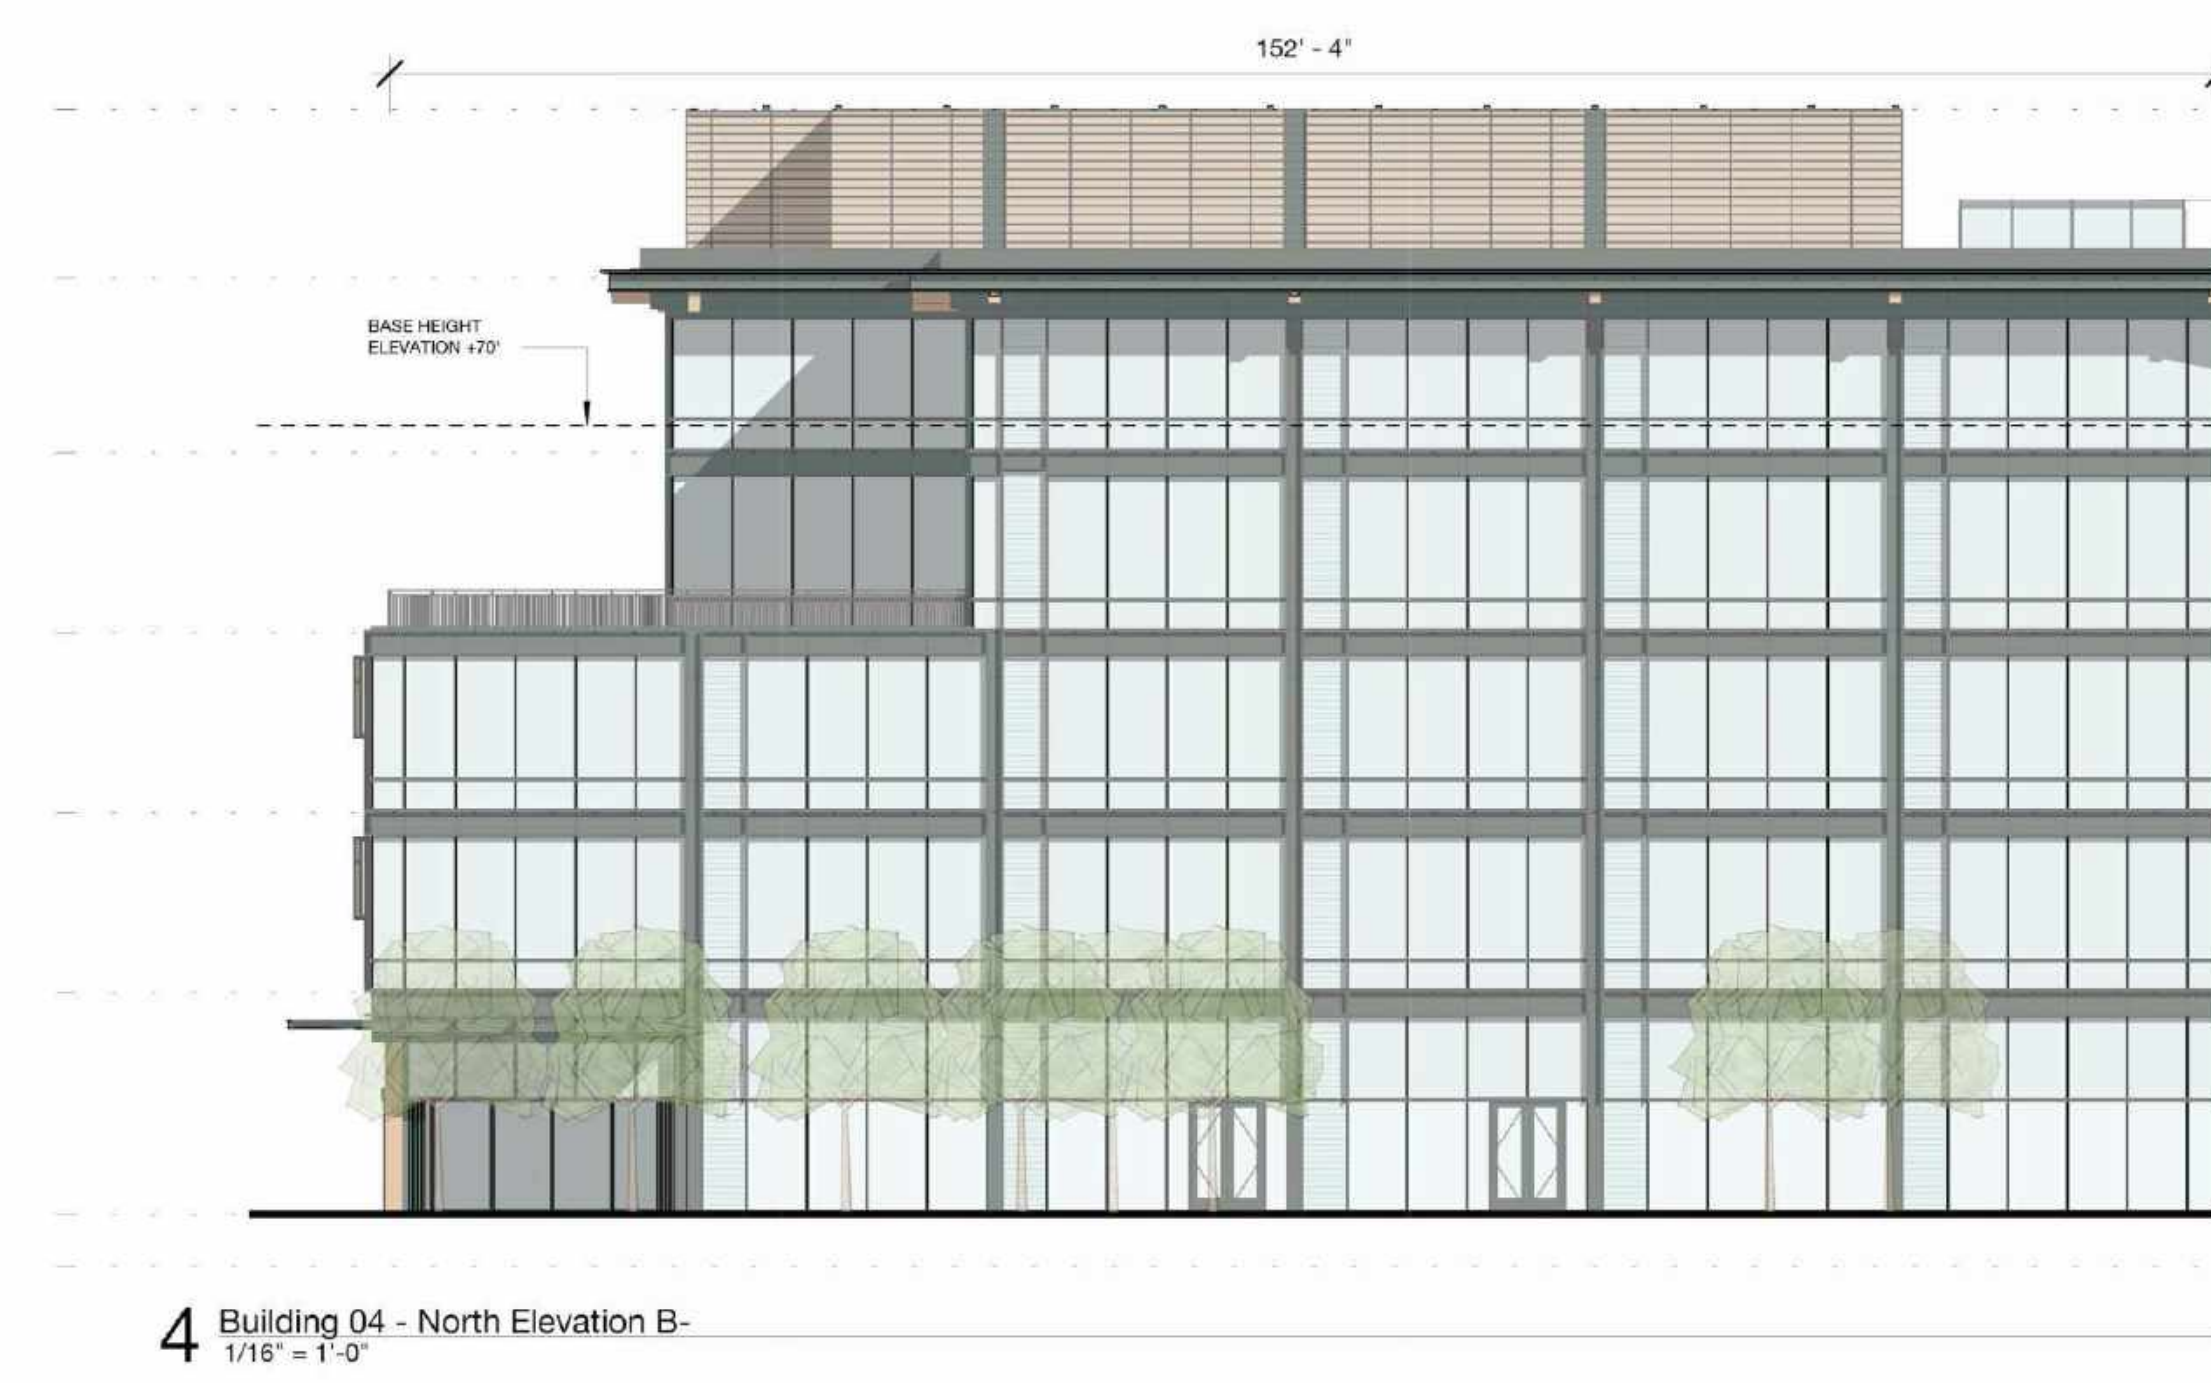 152' - 4"
BASE HEIGHT
ELEVATION +70'
4
Building 04 - North Elevation B-
1/16" = 1'-0"